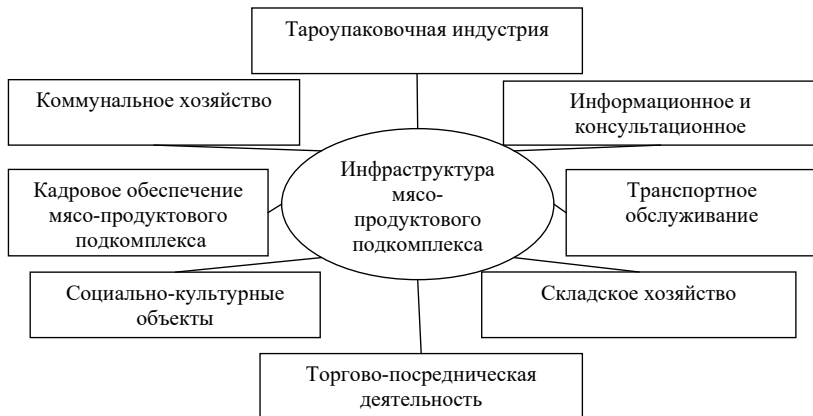 Тароупаковочная индустрия
Коммунальное хозяйство
Информационное и
консультационное
Инфраструктура
мясо-
продуктового
подкомплекса
Кадровое обеспечение
мясо-продуктового
подкомплекса
Транспортное
обслуживание
Социально-культурные
объекты
Складское хозяйство
Торгово-посредническая
деятельность